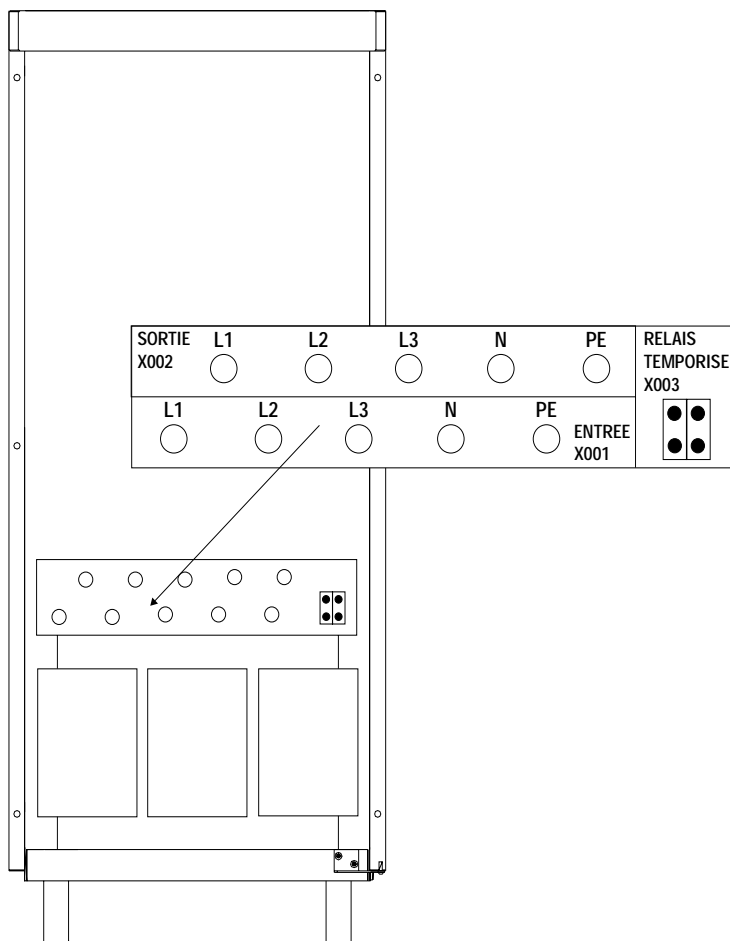 SORTIE L1 L2 L3 N PE RELAIS
X002 TEMPORISE
X003
L1 L2 L3 N PE
ENTREE
X001